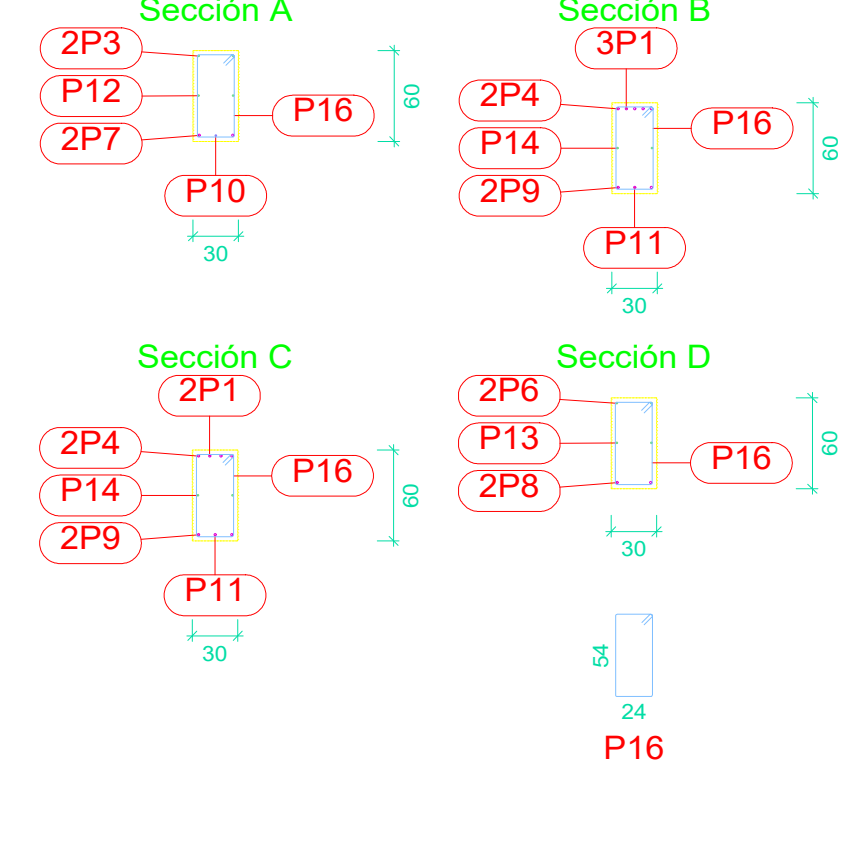 Sección A
2P3
P12
2P7
P16
P10
60
30
Sección B
3P1
2P4
P14
2P9
P16
P11
60
30
Sección C
2P1
2P4
P14
2P9
P16
P11
60
30
Sección D
2P6
P13
2P8
P16
60
30
54
24
P16